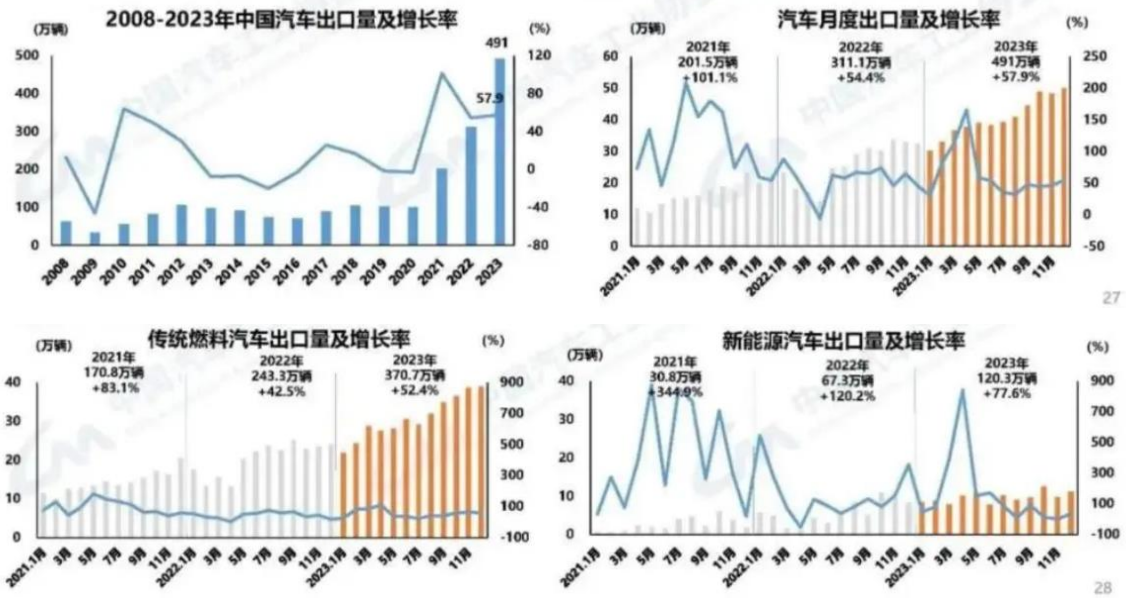 2008-2023年中国汽车出口量及增长率
(万辆)
(%)
491
57.9
500
400
300
200
100
0
120
80
40
0
-40
-80
2008
2009
2010
2011
2012
2013
2014
2015
2016
2017
2018
2019
2020
2021
2022
2023
汽车月度出口量及增长率
(万辆)
(%)
2021年
201.5万辆
+101.1%
2022年
311.1万辆
+54.4%
2023年
491万辆
+57.9%
60
50
40
30
20
10
0
250
200
150
100
50
0
-50
2021.1月
3月
5月
7月
9月
11月
2022.1月
3月
5月
7月
9月
11月
2023.1月
3月
5月
7月
9月
11月
27
传统燃料汽车出口量及增长率
(万辆)
(%)
2021年
170.8万辆
+83.1%
2022年
243.3万辆
+42.5%
2023年
370.7万辆
+52.4%
40
30
20
10
0
900
700
500
300
100
-100
2021.1月
3月
5月
7月
9月
11月
2022.1月
3月
5月
7月
9月
11月
2023.1月
3月
5月
7月
9月
11月
新能源汽车出口量及增长率
(万辆)
(%)
2021年
30.8万辆
+344.9%
2022年
67.3万辆
+120.2%
2023年
120.3万辆
+77.6%
40
30
20
10
0
900
700
500
300
100
-100
2021.1月
3月
5月
7月
9月
11月
2022.1月
3月
5月
7月
9月
11月
2023.1月
3月
5月
7月
9月
11月
28